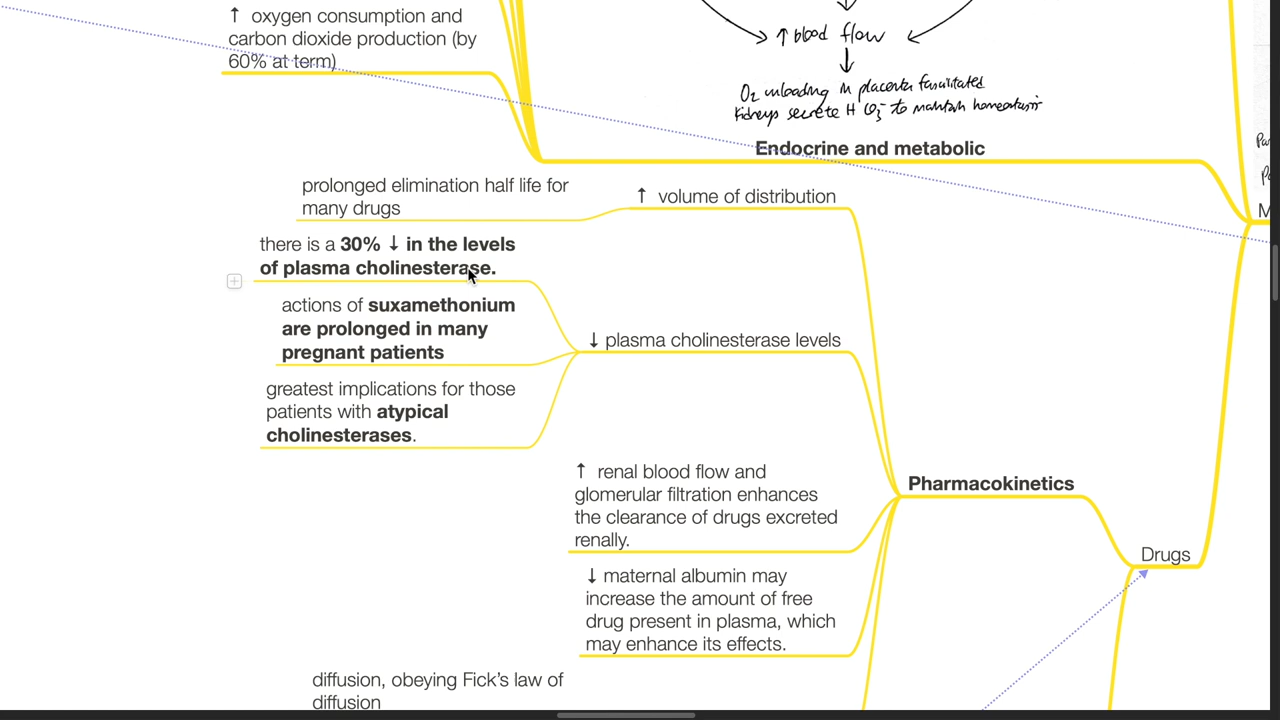 ↑ oxygen consumption and
carbon dioxide production (by
60% at term)
↑ blood flow
O2 unloading in placenta fascilitated
Kidneys secrete HCO3- to maintain homeostasis
Endocrine and metabolic
prolonged elimination half life for
many drugs
↑ volume of distribution
there is a 30% ↓ in the levels
of plasma cholinesterase.
actions of suxamethonium
are prolonged in many
pregnant patients
greatest implications for those
patients with atypical
cholinesterases.
↓ plasma cholinesterase levels
↑ renal blood flow and
glomerular filtration enhances
the clearance of drugs excreted
renally.
↓ maternal albumin may
increase the amount of free
drug present in plasma, which
may enhance its effects.
Pharmacokinetics
Drugs
diffusion, obeying Fick's law of
diffusion